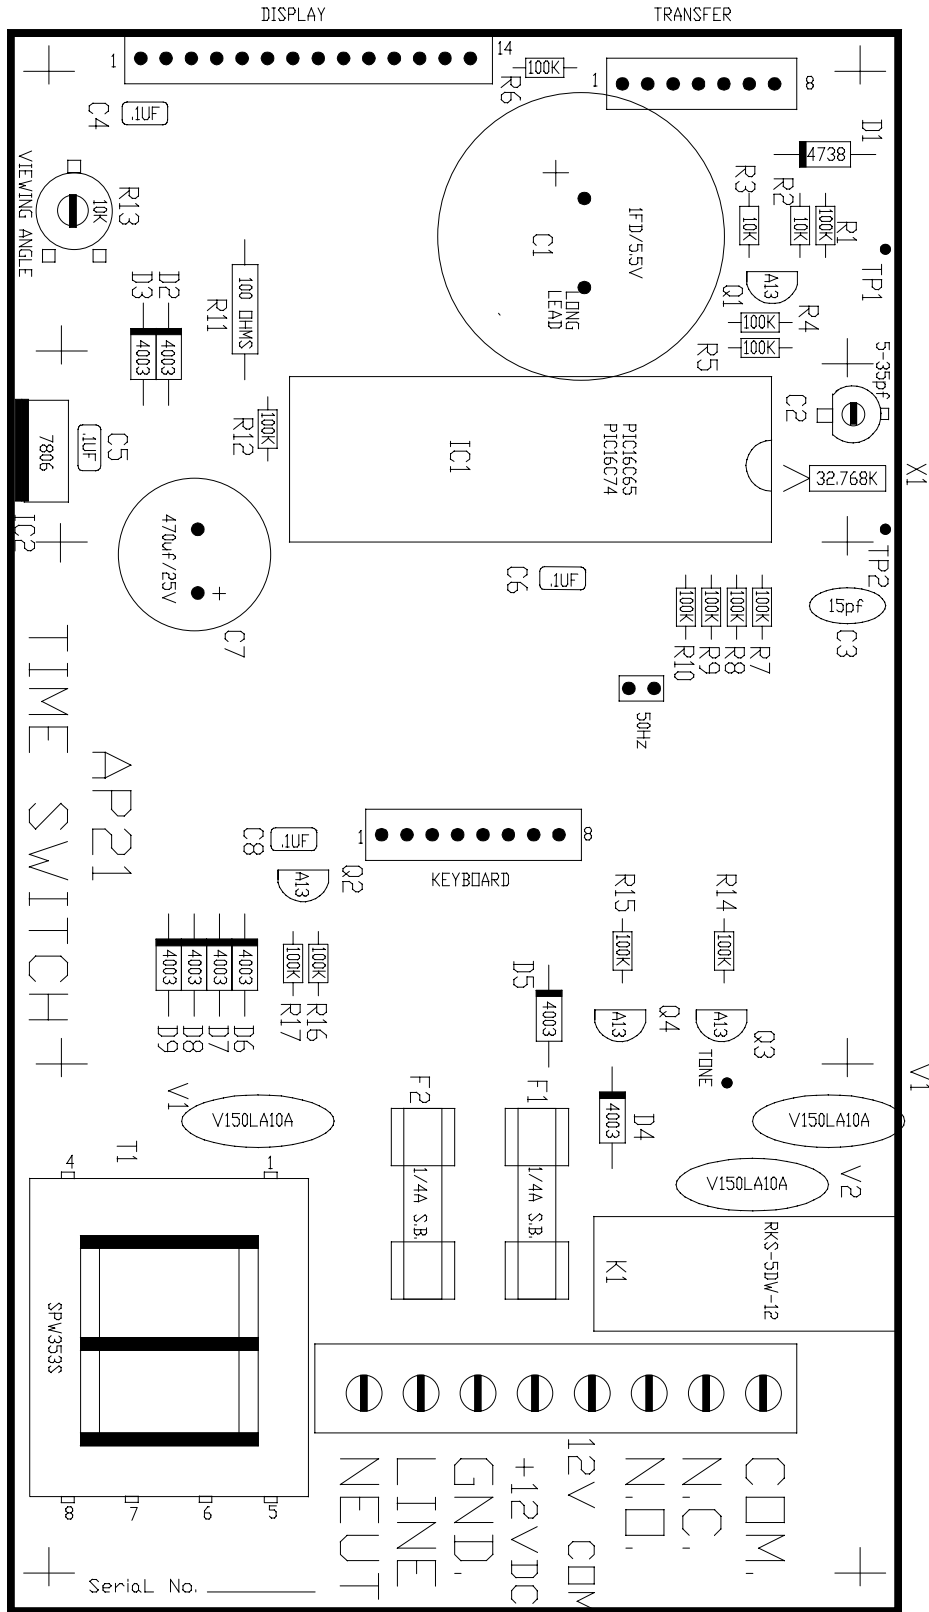 DISPLAY
TRANSFER
1
14
R6
100K
1
8
C4
.1UF
D1
4738
VIEWING ANGLE
10K
R13
C1
1FD/5.5V
LONG
LEAD
R3
10K
R2
10K
100K
R1
TP1
Q1
A13
100K
R4
R5
100K
D3
D2
4003
4003
R11
100 OHMS
R12
100K
5-35pf
C2
7806
IC2
.1UF
C5
IC1
PIC16C65
PIC16C74
32.768K
X1
TP2
470uf/25V
+
C7
C6
.1UF
100K
100K
100K
100K
R10
R9
R8
R7
15pf
C3
50Hz
TIME SWITCH
AP21
C8
.1UF
1
8
KEYBOARD
A13
Q2
R15
100K
R14
100K
4003
4003
4003
4003
D9
D8
D7
D6
100K
100K
R17
R16
D5
4003
A13
Q4
A13
Q3
TONE
V1
V150LA10A
F2
1/4A S.B.
F1
1/4A S.B.
4003
D4
V150LA10A
V1
V150LA10A
V2
T1
4
1
SPW353S
8
7
6
5
K1
RKS-5DW-12
NEUT
LINE
GND.
+12VDC
12V COM
N.O.
N.C.
COM.
Serial No.